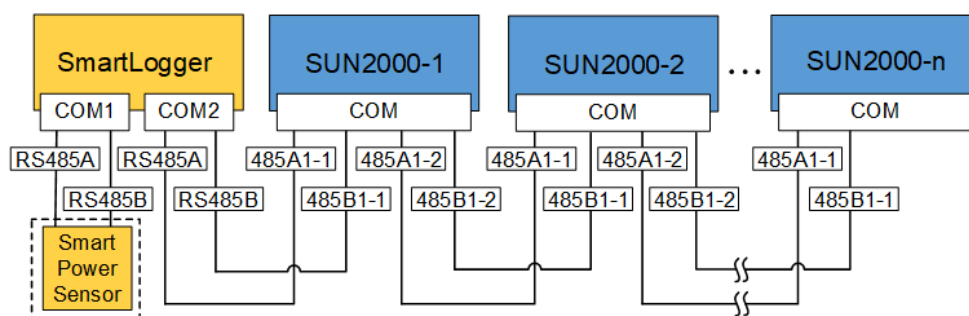 SmartLogger
SUN2000-1
SUN2000-2
...
SUN2000-n
COM1
COM2
COM
COM
COM
RS485A
RS485A
485A1-1
485A1-2
485A1-1
485A1-2
485A1-1
RS485B
RS485B
485B1-1
485B1-2
485B1-1
485B1-2
485B1-1
Smart
Power
Sensor